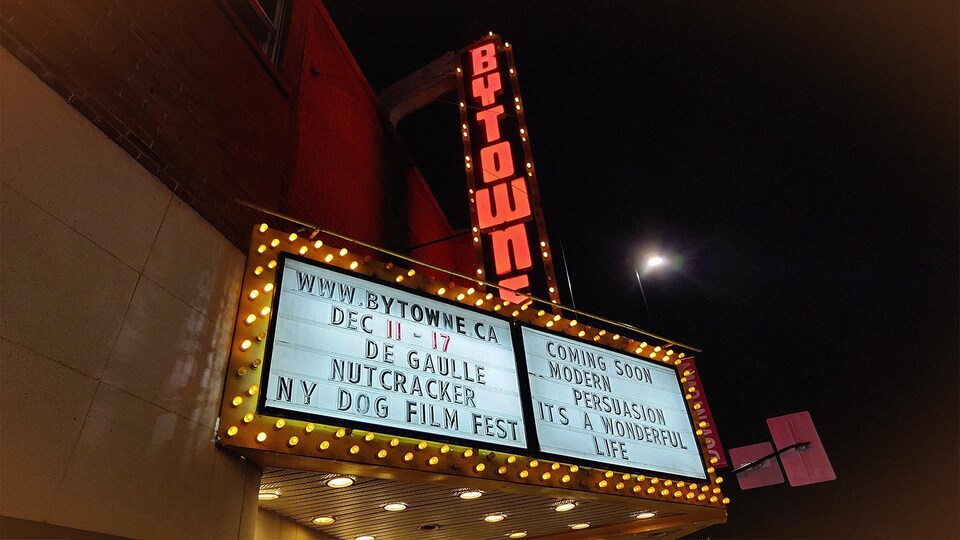 BYTOWNE
WWW.BYTOWNE.CA
DEC 11 - 17
DE GAULLE
NUTCRACKER
NY DOG FILM FEST
COMING SOON
MODERN
PERSUASION
ITS A WONDERFUL
LIFE